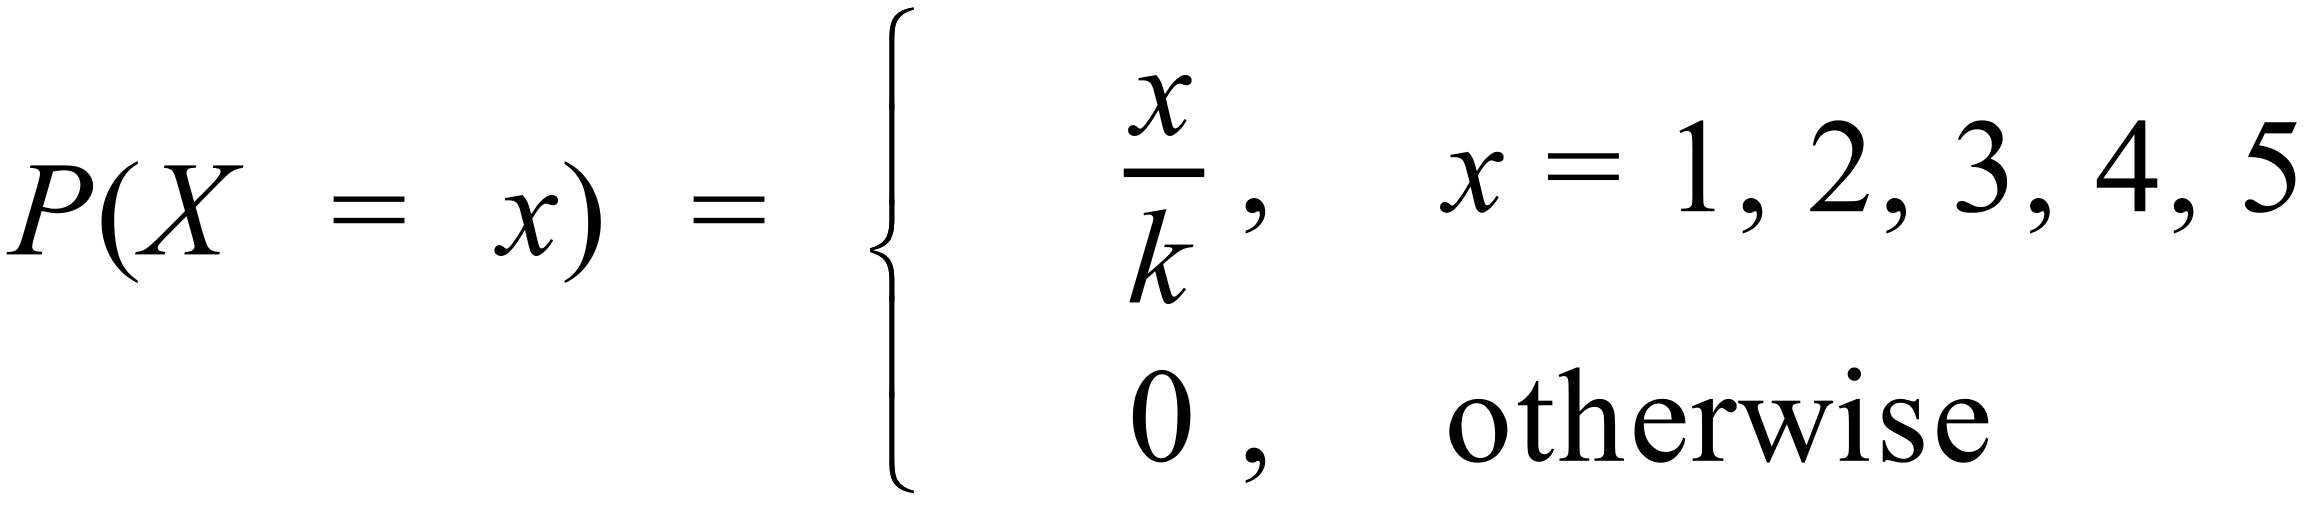 P(X = x) = { x/k , x = 1, 2, 3, 4, 5
0 , otherwise